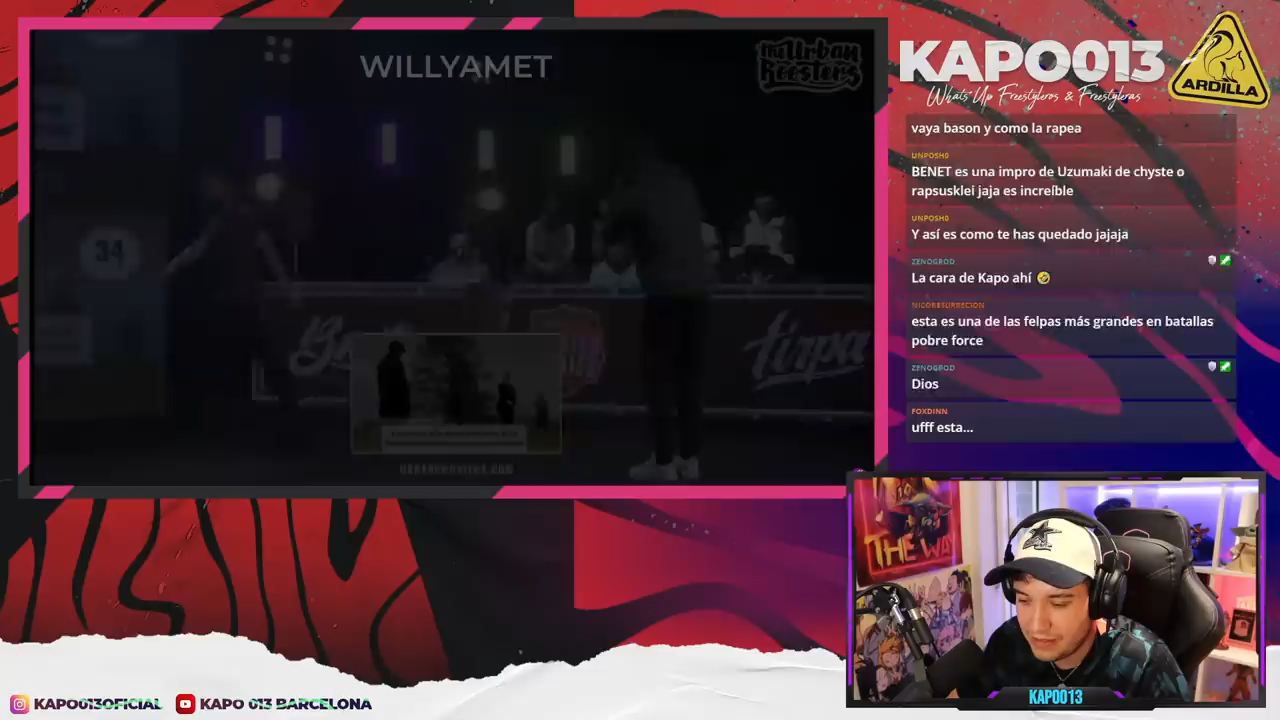 WILLYAMET
the Urban Roosters
34
tirpa
KAPO013
What's Up Freestyleros & Freestyleras
ARDILLA
vaya bason y como la rapea
UNPOSH0
BENET es una impro de Uzumaki de chyste o
rapsusklei jaja es increíble
UNPOSH0
Y así es como te has quedado jajaja
ZENOGROD
La cara de Kapo ahí
NICORESURRECION
esta es una de las felpas más grandes en batallas
pobre force
ZENOGROD
Dios
FOXDINN
ufff esta...
THE WAY
KAPO013
KAPO013OFICIAL
KAPO 013 BARCELONA